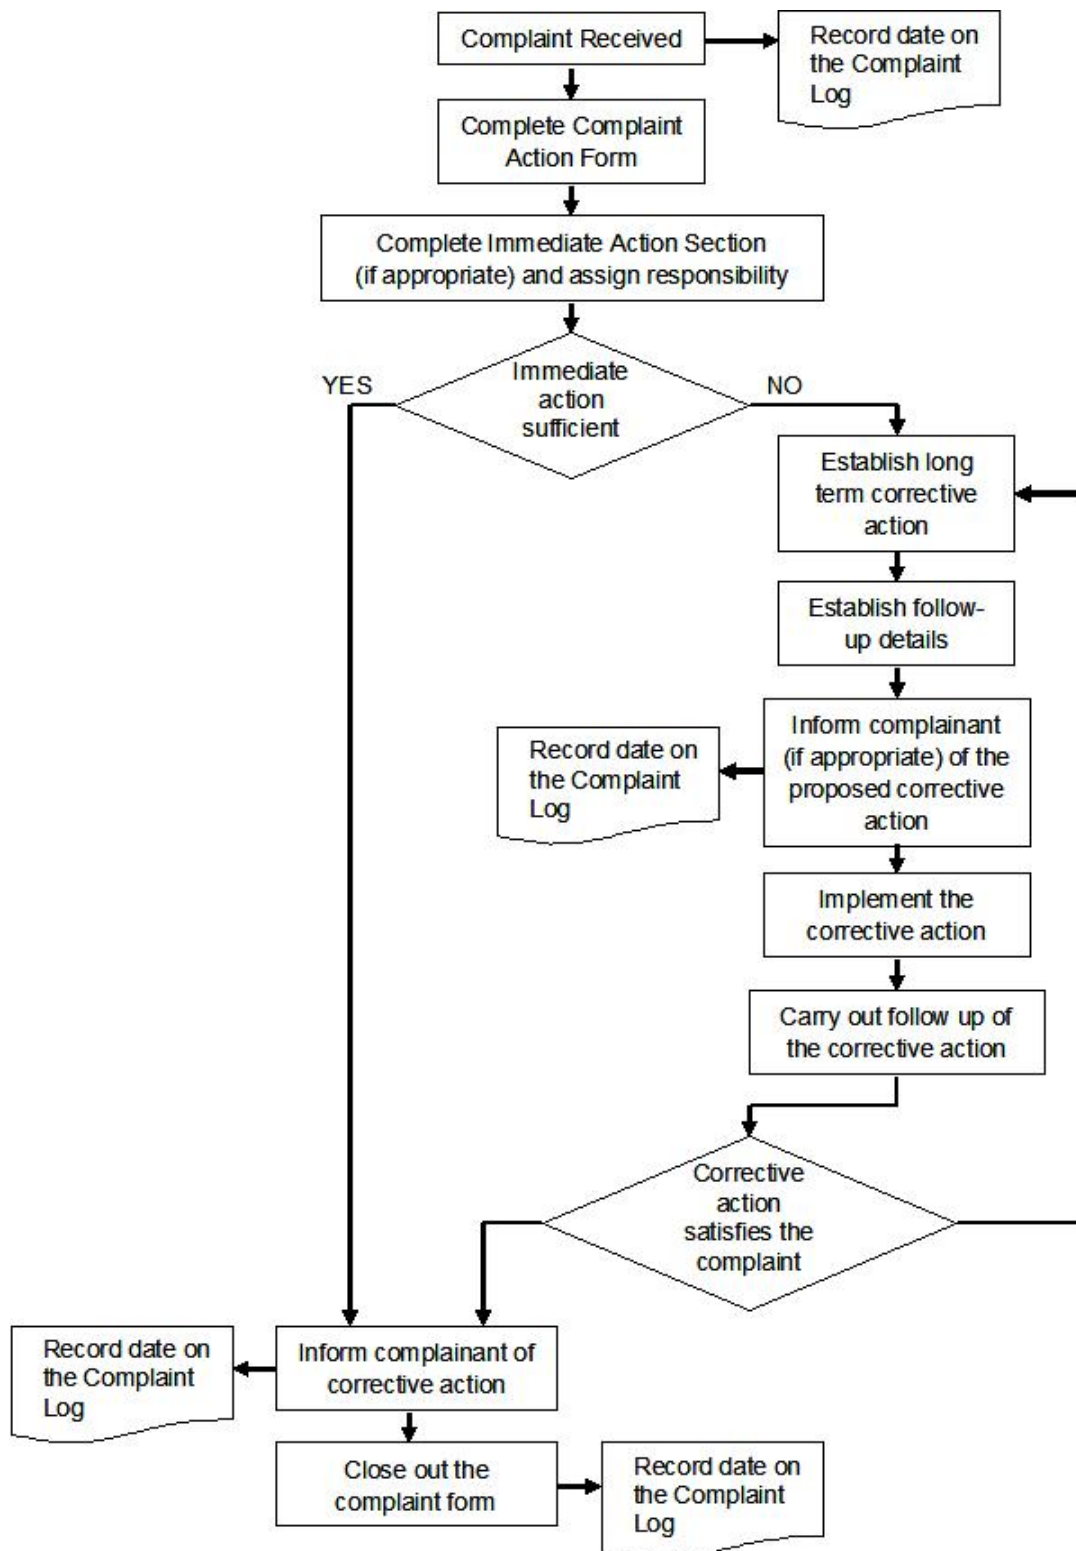 Complaint Received
Record date on
the Complaint
Log
Complete Complaint
Action Form
Complete Immediate Action Section
(if appropriate) and assign responsibility
YES
Immediate
action
sufficient
NO
Establish long
term corrective
action
Establish follow-
up details
Inform complainant
(if appropriate) of the
proposed corrective
action
Record date on
the Complaint
Log
Implement the
corrective action
Carry out follow up of
the corrective action
Corrective
action
satisfies the
complaint
Record date on
the Complaint
Log
Inform complainant of
corrective action
Close out the
complaint form
Record date on
the Complaint
Log